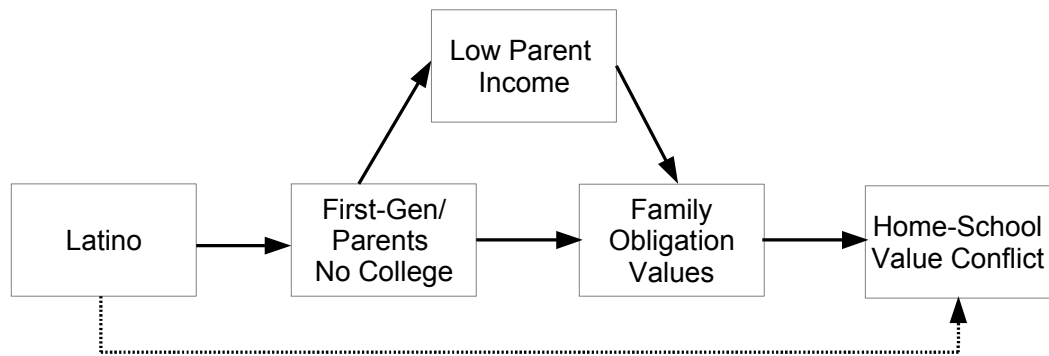 Low Parent
Income
Latino
First-Gen/
Parents
No College
Family
Obligation
Values
Home-School
Value Conflict